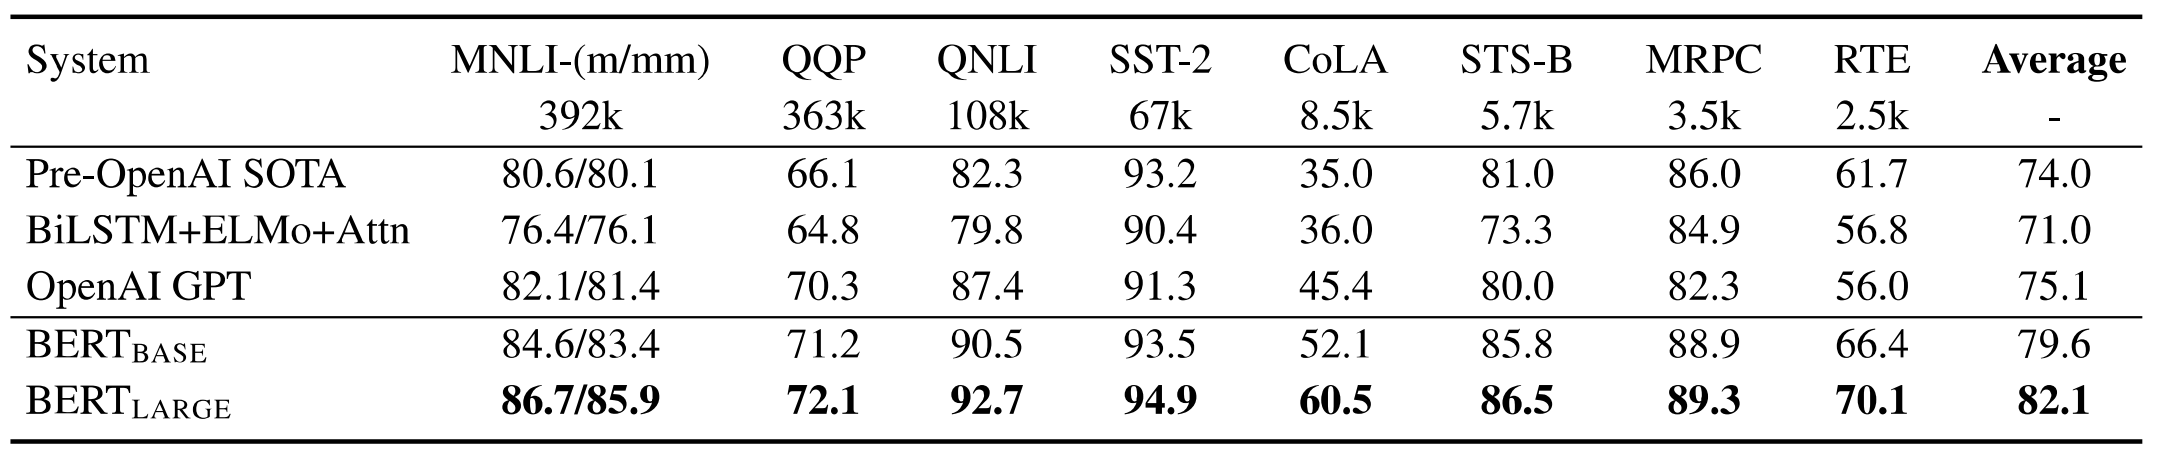 System MNLI-(m/mm) QQP QNLI SST-2 CoLA STS-B MRPC RTE Average
392k 363k 108k 67k 8.5k 5.7k 3.5k 2.5k -
Pre-OpenAI SOTA 80.6/80.1 66.1 82.3 93.2 35.0 81.0 86.0 61.7 74.0
BiLSTM+ELMo+Attn 76.4/76.1 64.8 79.8 90.4 36.0 73.3 84.9 56.8 71.0
OpenAI GPT 82.1/81.4 70.3 87.4 91.3 45.4 80.0 82.3 56.0 75.1
BERTBASE 84.6/83.4 71.2 90.5 93.5 52.1 85.8 88.9 66.4 79.6
BERTLARGE 86.7/85.9 72.1 92.7 94.9 60.5 86.5 89.3 70.1 82.1